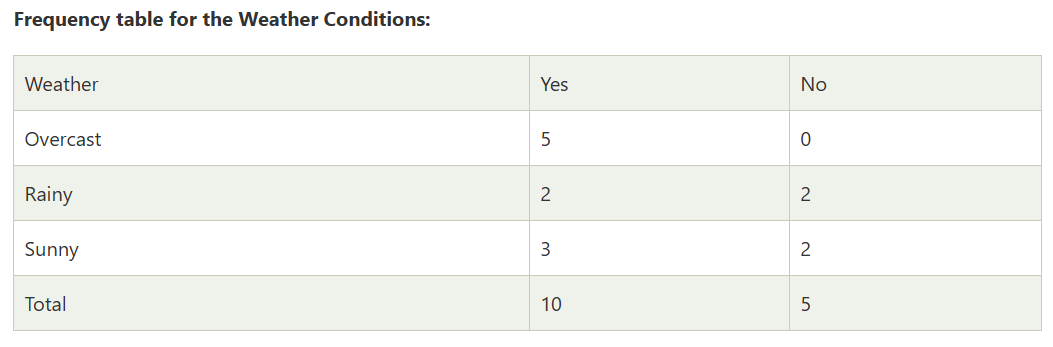 Frequency table for the Weather Conditions:
Weather Yes No
Overcast 5 0
Rainy 2 2
Sunny 3 2
Total 10 5